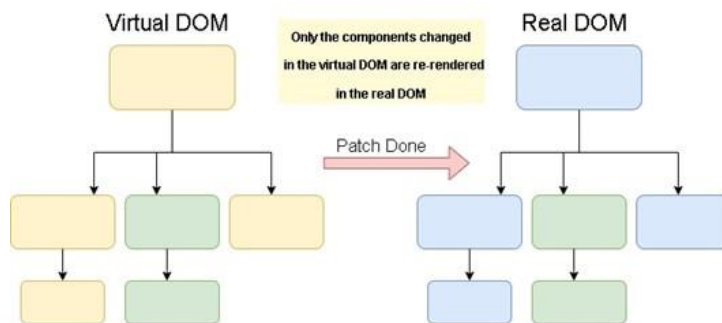 Virtual DOM
Only the components changed
in the virtual DOM are re-rendered
in the real DOM
Real DOM
Patch Done